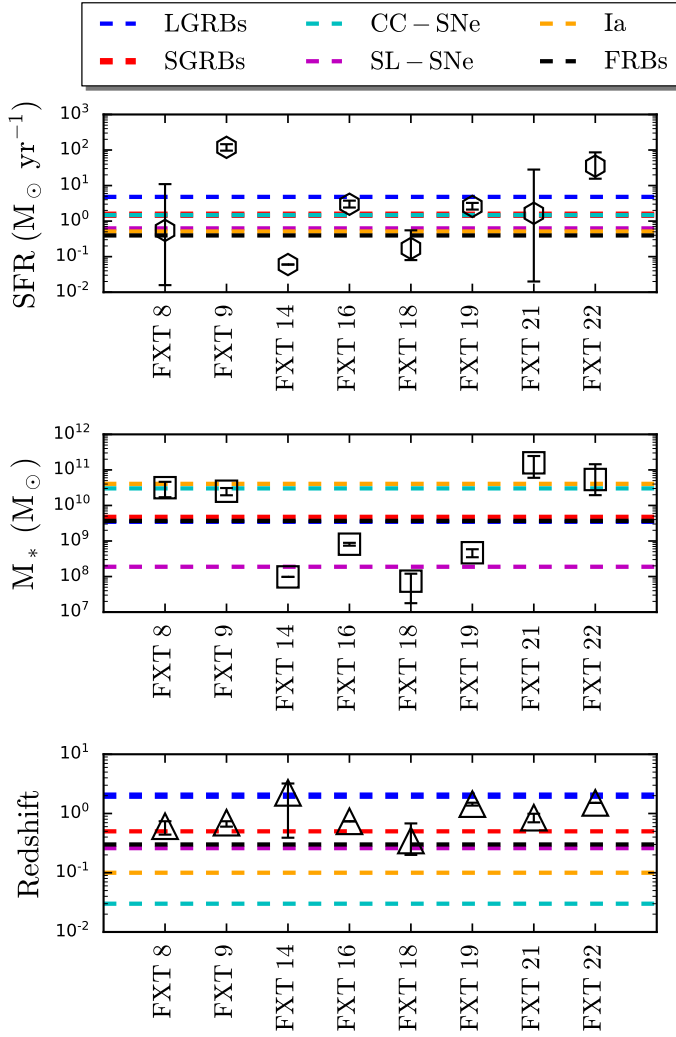 LGRBs CC − SNe Ia
SGRBs SL − SNe FRBs
SFR (M⊙ yr⁻¹)
10³
10²
10¹
10⁰
10⁻¹
10⁻²
FXT 8 FXT 9 FXT 14 FXT 16 FXT 18 FXT 19 FXT 21 FXT 22
M∗ (M⊙)
10¹²
10¹¹
10¹⁰
10⁹
10⁸
10⁷
FXT 8 FXT 9 FXT 14 FXT 16 FXT 18 FXT 19 FXT 21 FXT 22
Redshift
10¹
10⁰
10⁻¹
10⁻²
FXT 8 FXT 9 FXT 14 FXT 16 FXT 18 FXT 19 FXT 21 FXT 22